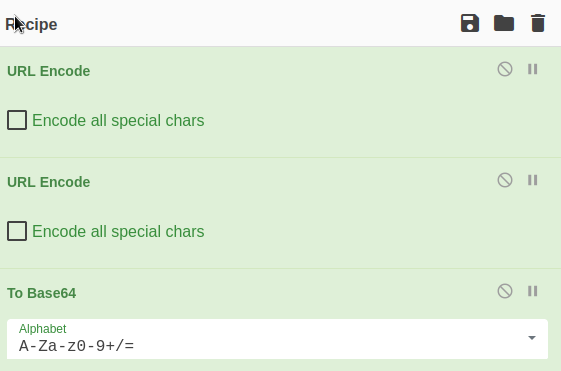 Recipe
URL Encode
Encode all special chars
URL Encode
Encode all special chars
To Base64
Alphabet
A-Za-z0-9+/=